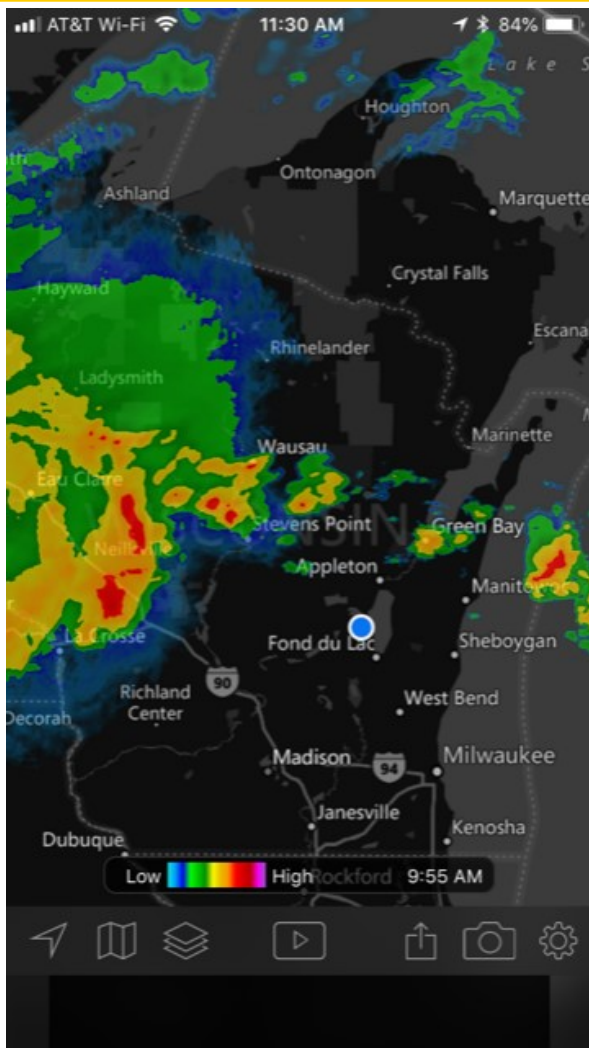 AT&T Wi-Fi 11:30 AM 84%
Lake S
Houghton
Ontonagon
Ashland
Marquette
Crystal Falls
Hayward
Escana
Rhinelander
Ladysmith
Marinette
Wausau
Eau Claire
WISCONSIN
Stevens Point
Green Bay
Neillsville
Appleton
Manitowoc
La Crosse
Fond du Lac
Sheboygan
90
Richland
Center
West Bend
Decorah
Madison
94
Milwaukee
Janesville
Kenosha
Dubuque
Low High Rockford 9:55 AM